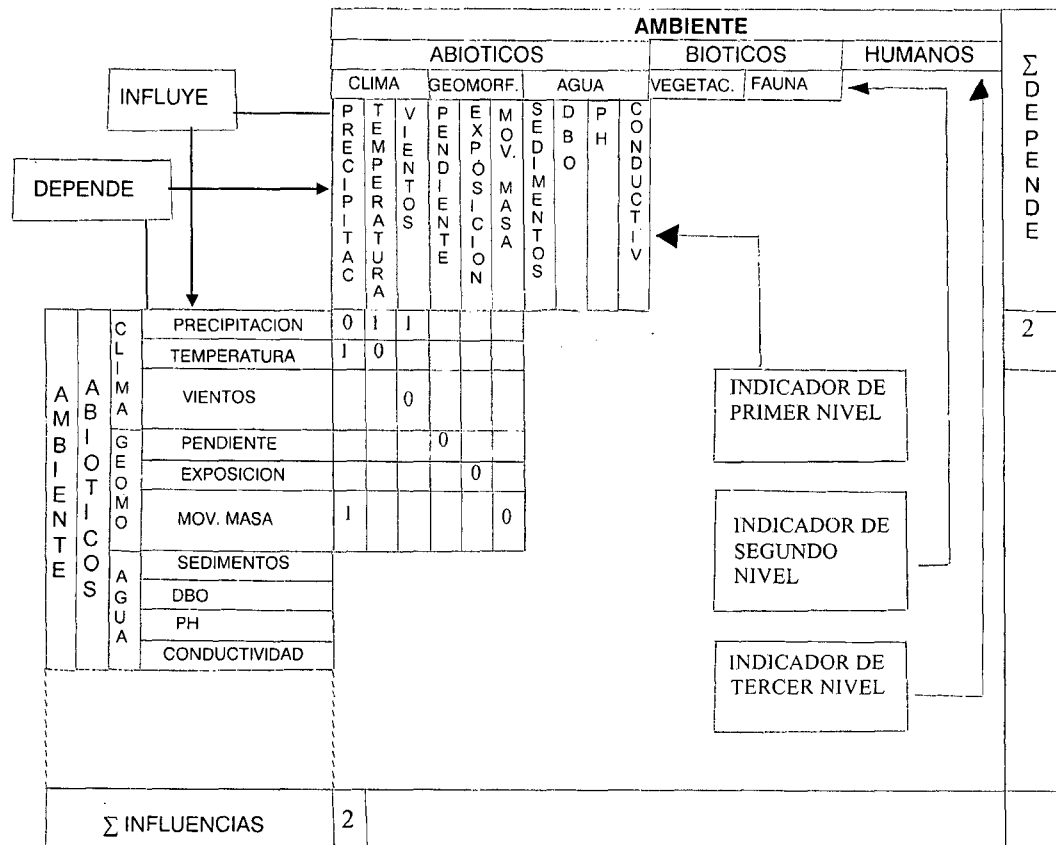 AMBIENTE
ABIOTICOS BIOTICOS HUMANOS
CLIMA GEOMORF. AGUA VEGETAC. FAUNA
PRECIPITAC
TEMPERATURA
VIENTOS
PENDIENTE
EXPÓSICION
MOV. MASA
SEDIMENTOS
DBO
PH
CONDUCTIV
Σ DEPENDE
INFLUYE
DEPENDE
AMBIENTE
ABIOTICOS
CLIMA
PRECIPITACION 0 1 1 2
TEMPERATURA 1 0
VIENTOS 0
GEOMO
PENDIENTE 0
EXPOSICION 0
MOV. MASA 1 0
AGUA
SEDIMENTOS
DBO
PH
CONDUCTIVIDAD
INDICADOR DE
PRIMER NIVEL
INDICADOR DE
SEGUNDO
NIVEL
INDICADOR DE
TERCER NIVEL
Σ INFLUENCIAS 2